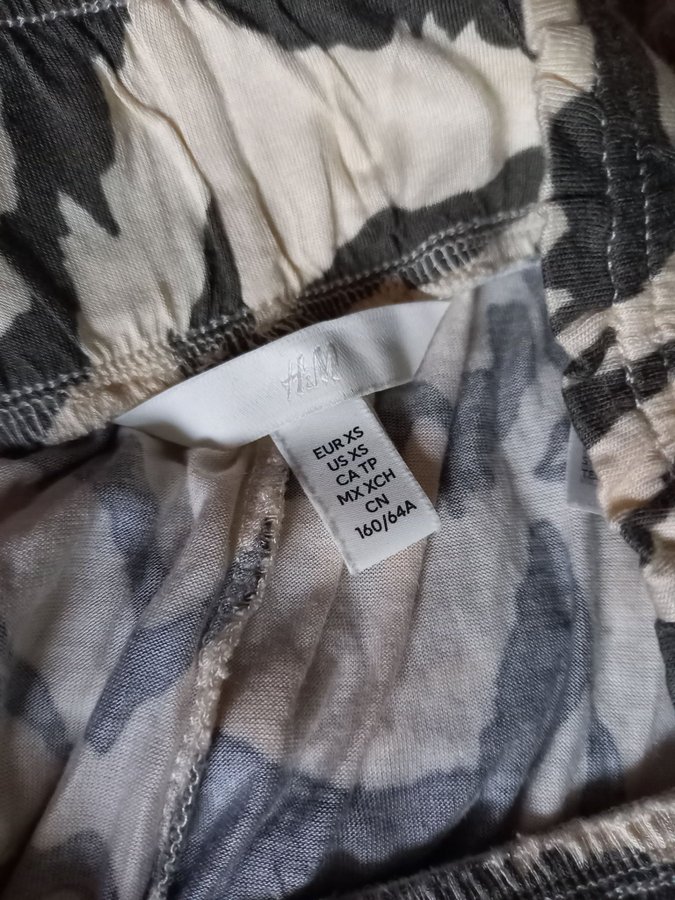 H&M
EUR XS
US XS
CA TP
MX XCH
CN
160/64A